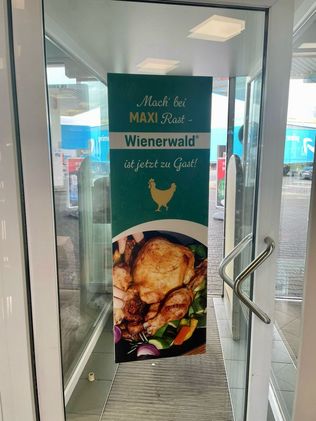 Mach' bei
MAXI Rast –
Wienerwald®
ist jetzt zu Gast!